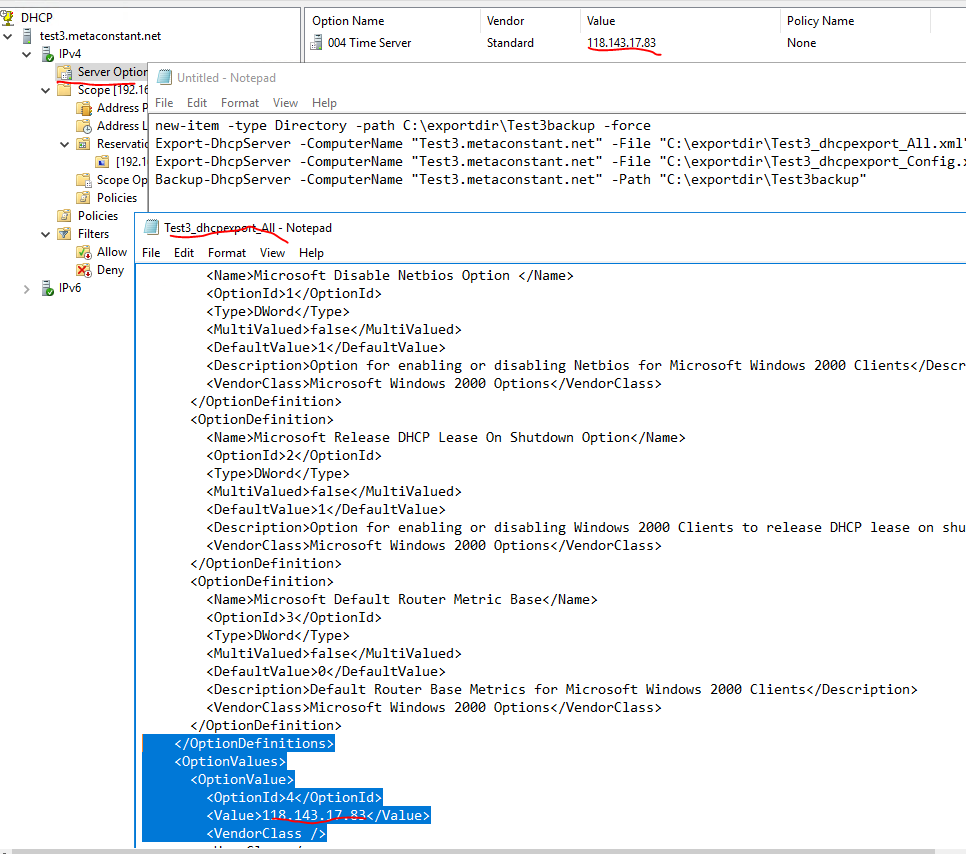 DHCP
test3.metaconstant.net
IPv4
Server Option
Scope [192.16
Address P
Address L
Reservatio
[192.1
Scope Op
Policies
Policies
Filters
Allow
Deny
IPv6
Option Name Vendor Value Policy Name
004 Time Server Standard 118.143.17.83 None
Untitled - Notepad
File Edit Format View Help
new-item -type Directory -path C:\exportdir\Test3backup -force
Export-DhcpServer -ComputerName "Test3.metaconstant.net" -File "C:\exportdir\Test3_dhcpexport_All.xml"
Export-DhcpServer -ComputerName "Test3.metaconstant.net" -File "C:\exportdir\Test3_dhcpexport_Config.x
Backup-DhcpServer -ComputerName "Test3.metaconstant.net" -Path "C:\exportdir\Test3backup"
Test3_dhcpexport_All - Notepad
File Edit Format View Help
<Name>Microsoft Disable Netbios Option </Name>
<OptionId>1</OptionId>
<Type>DWord</Type>
<MultiValued>false</MultiValued>
<DefaultValue>1</DefaultValue>
<Description>Option for enabling or disabling Netbios for Microsoft Windows 2000 Clients</Descr
<VendorClass>Microsoft Windows 2000 Options</VendorClass>
</OptionDefinition>
<OptionDefinition>
<Name>Microsoft Release DHCP Lease On Shutdown Option</Name>
<OptionId>2</OptionId>
<Type>DWord</Type>
<MultiValued>false</MultiValued>
<DefaultValue>1</DefaultValue>
<Description>Option for enabling or disabling Windows 2000 Clients to release DHCP lease on shu
<VendorClass>Microsoft Windows 2000 Options</VendorClass>
</OptionDefinition>
<OptionDefinition>
<Name>Microsoft Default Router Metric Base</Name>
<OptionId>3</OptionId>
<Type>DWord</Type>
<MultiValued>false</MultiValued>
<DefaultValue>0</DefaultValue>
<Description>Default Router Base Metrics for Microsoft Windows 2000 Clients</Description>
<VendorClass>Microsoft Windows 2000 Options</VendorClass>
</OptionDefinition>
</OptionDefinitions>
<OptionValues>
<OptionValue>
<OptionId>4</OptionId>
<Value>118.143.17.83</Value>
<VendorClass />